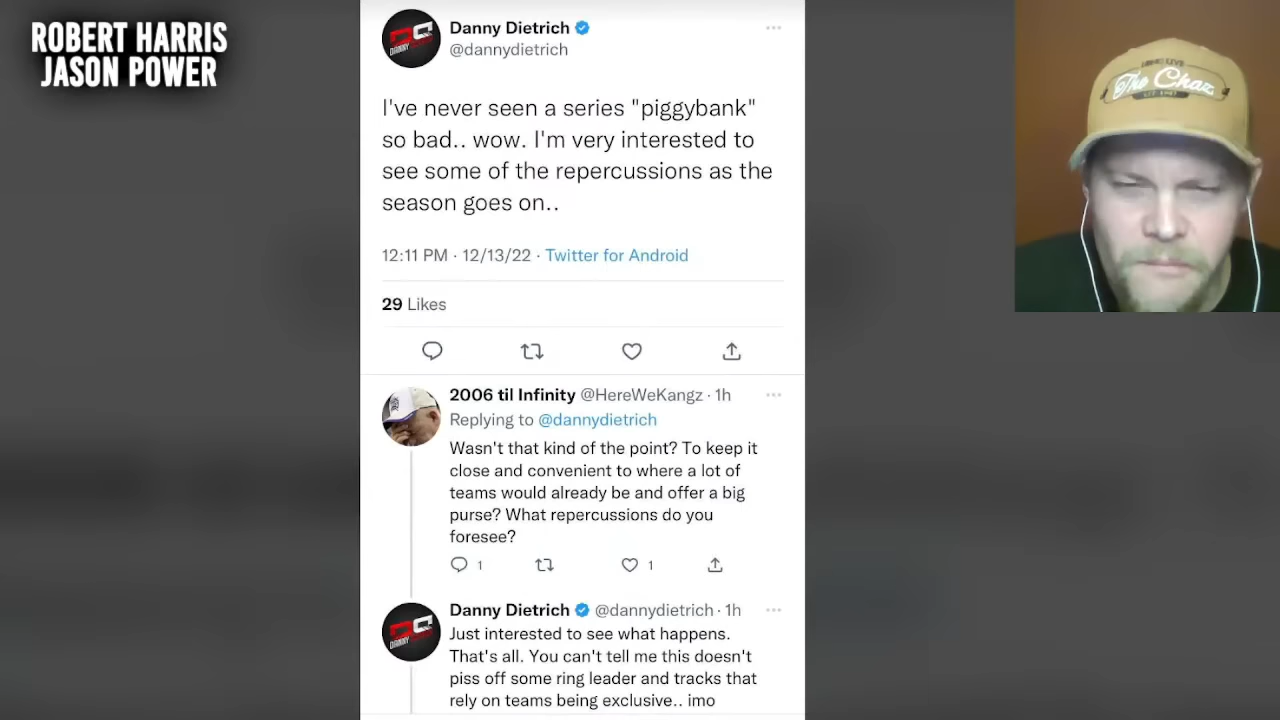 ROBERT HARRIS
JASON POWER
Danny Dietrich
@dannydietrich
I've never seen a series "piggybank"
so bad.. wow. I'm very interested to
see some of the repercussions as the
season goes on..
12:11 PM · 12/13/22 · Twitter for Android
29 Likes
2006 til Infinity @HereWeKangz · 1h
Replying to @dannydietrich
Wasn't that kind of the point? To keep it
close and convenient to where a lot of
teams would already be and offer a big
purse? What repercussions do you
foresee?
1 1
Danny Dietrich @dannydietrich · 1h
Just interested to see what happens.
That's all. You can't tell me this doesn't
piss off some ring leader and tracks that
rely on teams being exclusive.. imo
The Chaz